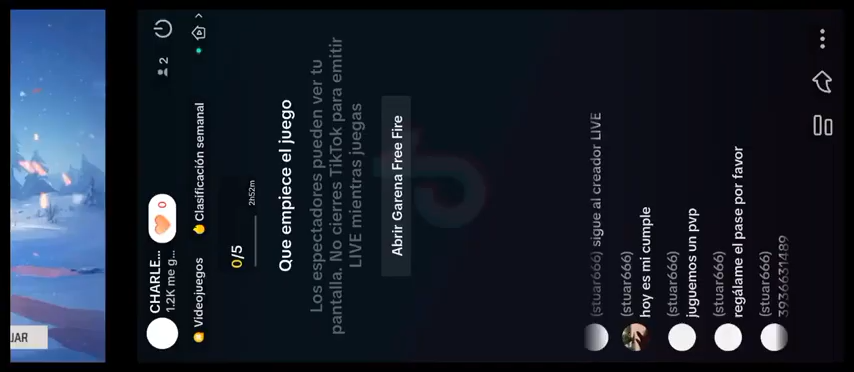 JAR
CHARLE...
1.2K me g...
0
2
Videojuegos
Clasificación semanal
0/5
2h52m
Que empiece el juego
Los espectadores pueden ver tu
pantalla. No cierres TikTok para emitir
LIVE mientras juegas
Abrir Garena Free Fire
(stuar666) sigue al creador LIVE
(stuar666)
hoy es mi cumple
(stuar666)
juguemos un pvp
(stuar666)
regálame el pase por favor
(stuar666)
3936631489